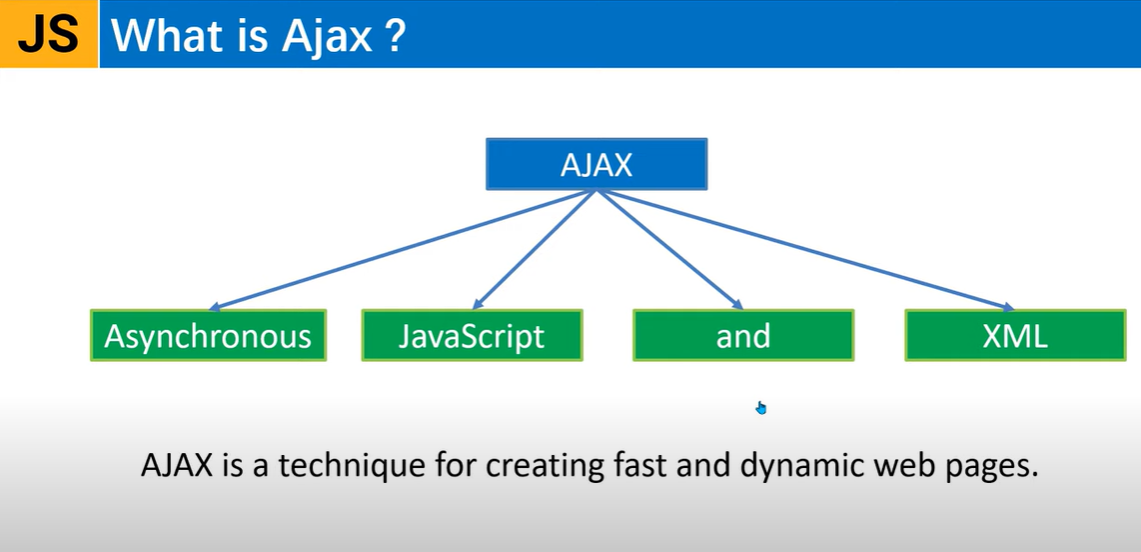 JS What is Ajax ?
AJAX
Asynchronous JavaScript and XML
AJAX is a technique for creating fast and dynamic web pages.